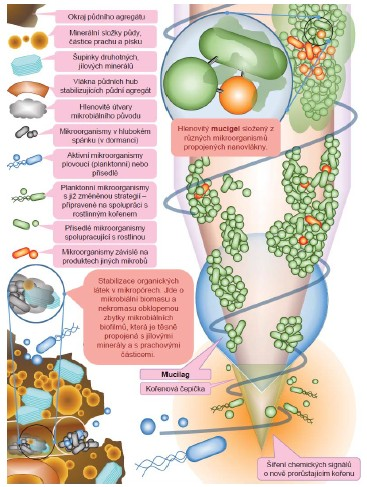 Okraj půdního agregátu
Minerální složky půdy,
částice prachu a písku
Šupinky druhotných,
jílových minerálů
Vlákna půdních hub
stabilizujících půdní agregát
Hlenovité útvary
mikrobiálního původu
Mikroorganismy v hlubokém
spánku (v dormanci)
Aktivní mikroorganismy
plovoucí (planktonní) nebo
přisedlé
Planktonní mikroorganismy
s již změněnou strategií –
připravené na spolupráci s
rostlinným kořenem
Přisedlé mikroorganismy
spolupracující s rostlinou
Mikroorganismy závislé na
produktech jiných mikrobů
Hlenovitý mucigel složený z
různých mikroorganismů
propojených nanovlákny.
Stabilizace organických
látek v mikropórech. Jde o
mikrobiální biomasu a
nekromasu obklopenou
zbytky mikrobiálních
biofilmů, která je těsně
propojená s jílovými
minerály a s prachovými
částicemi.
Mucilag
Kořenová čepička
Šíření chemických signálů
o nově prorůstajícím kořenu